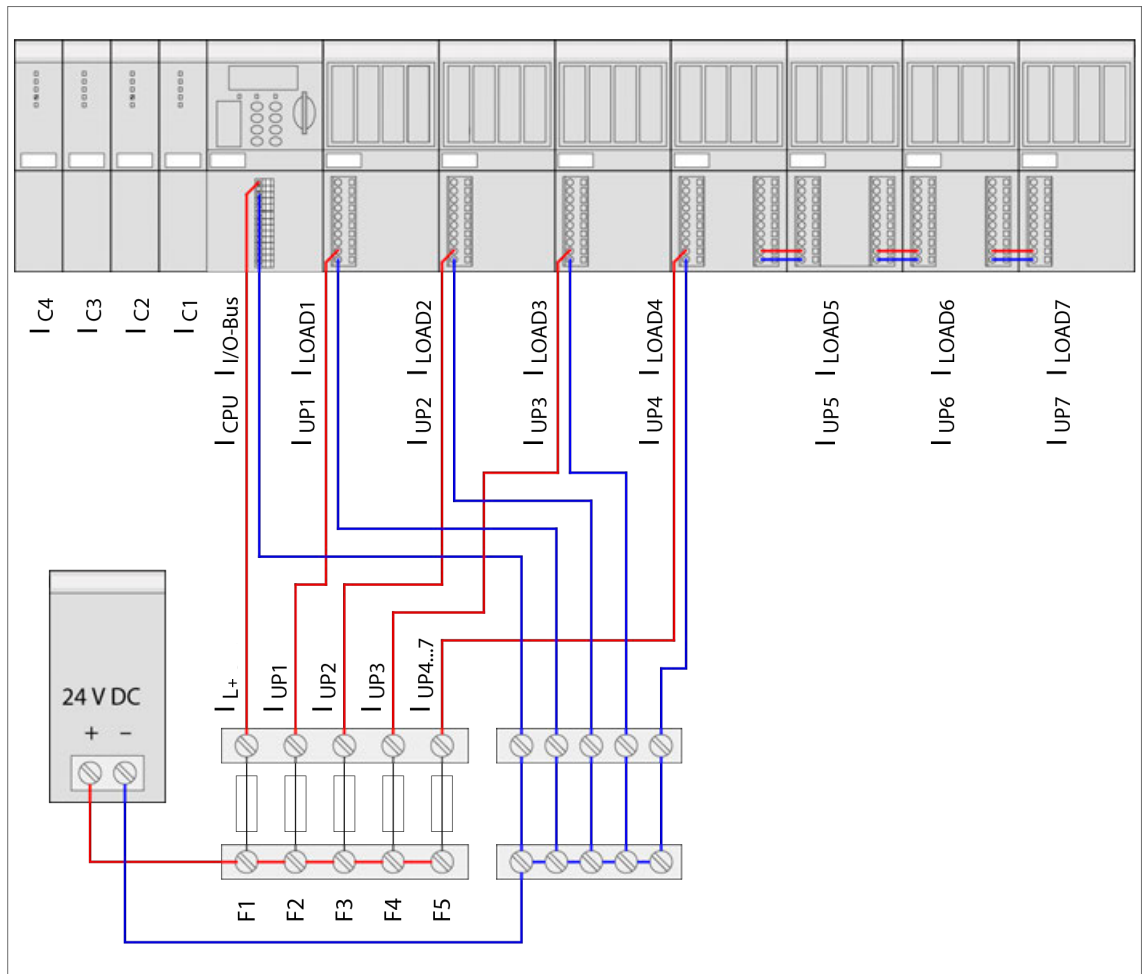 I C4
I C3
I C2
I C1
I CPU I I/O-Bus
I UP1 I LOAD1
I UP2 I LOAD2
I UP3 I LOAD3
I UP4 I LOAD4
I UP5 I LOAD5
I UP6 I LOAD6
I UP7 I LOAD7
24 V DC
+ −
I L+
I UP1
I UP2
I UP3
I UP4...7
F1
F2
F3
F4
F5